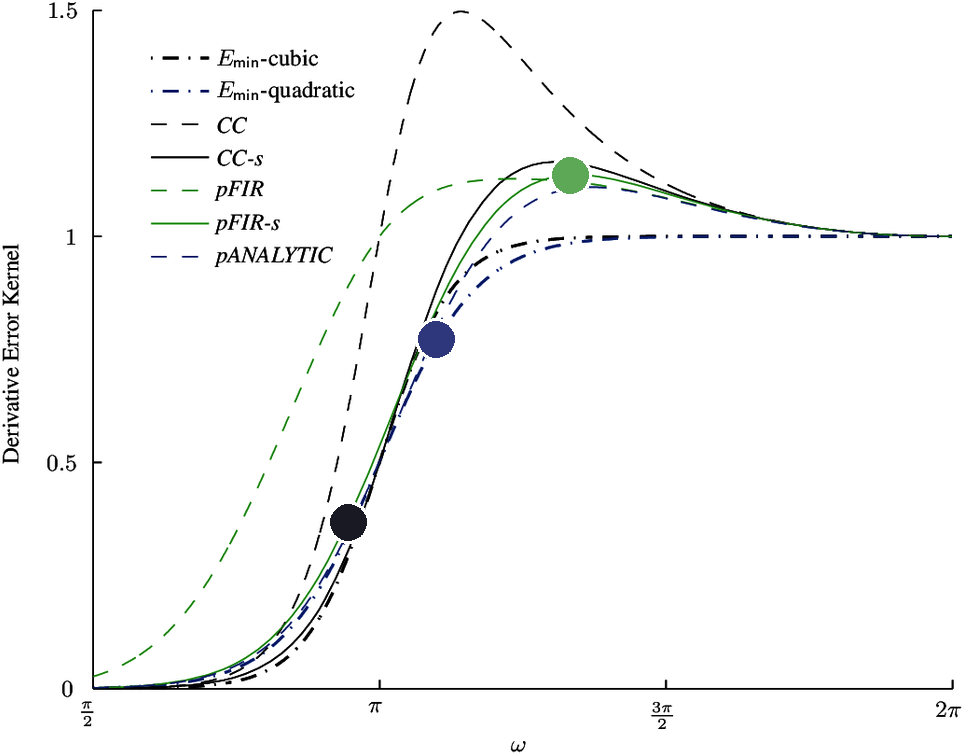 1.5
E_min-cubic
E_min-quadratic
CC
CC-s
pFIR
pFIR-s
pANALYTIC
1
Derivative Error Kernel
0.5
0
π/2
π
3π/2
2π
ω